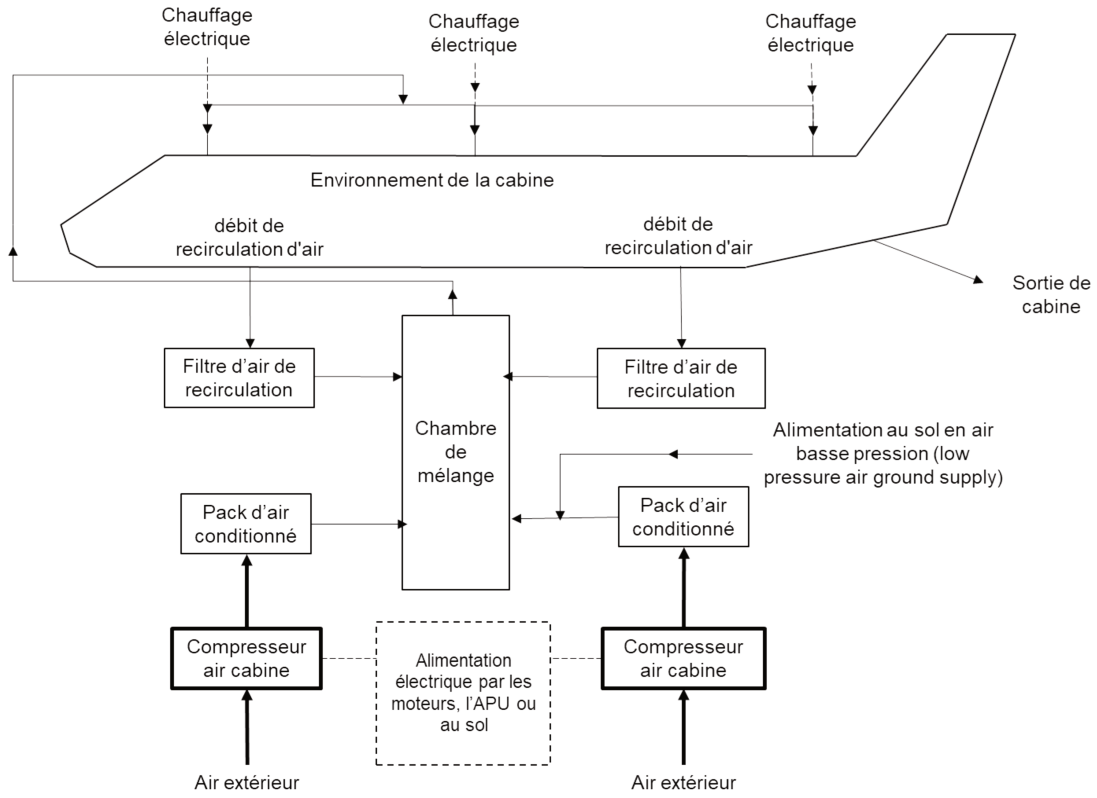 Chauffage
électrique
Chauffage
électrique
Chauffage
électrique
Environnement de la cabine
débit de
recirculation d'air
débit de
recirculation d'air
Sortie de
cabine
Filtre d’air de
recirculation
Filtre d’air de
recirculation
Chambre
de
mélange
Alimentation au sol en air
basse pression (low
pressure air ground supply)
Pack d’air
conditionné
Pack d’air
conditionné
Compresseur
air cabine
Alimentation
électrique par les
moteurs, l’APU ou
au sol
Compresseur
air cabine
Air extérieur
Air extérieur